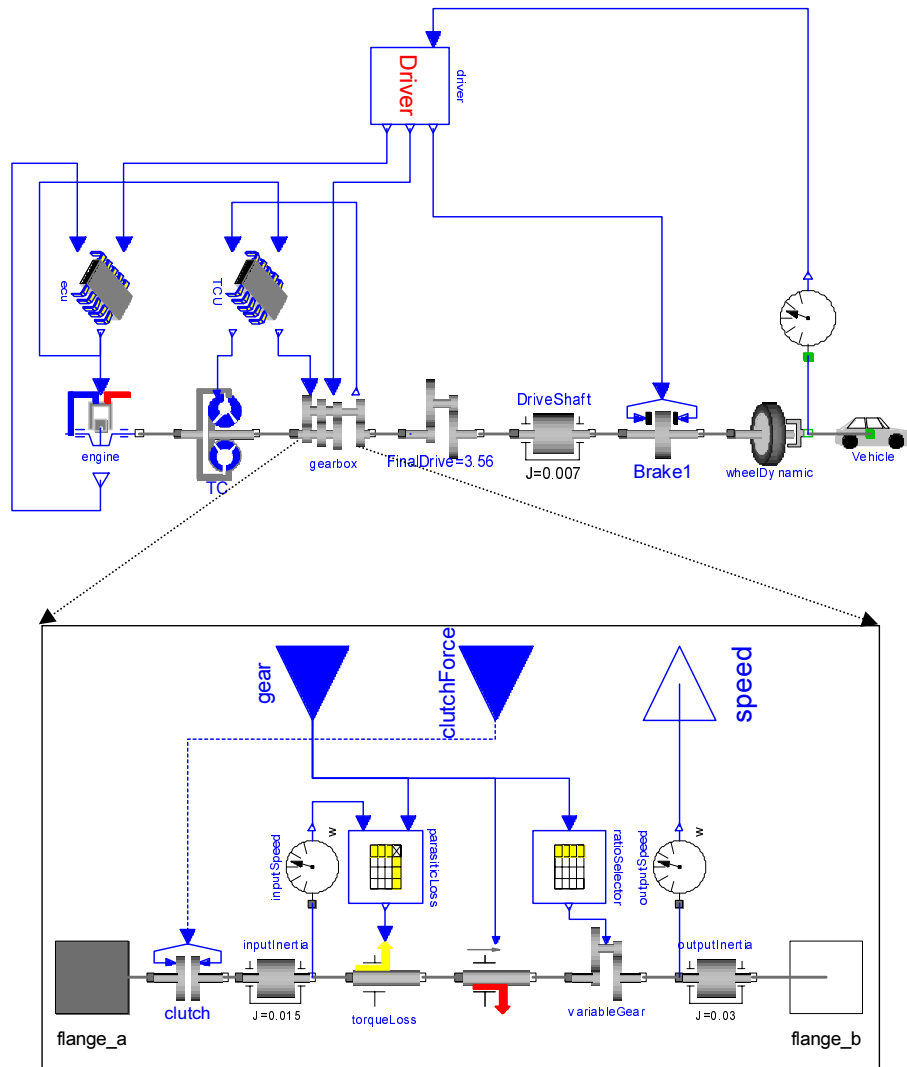 Driver
driver
ecu
TCU
engine
TC
gearbox
FinalDrive=3.56
DriveShaft
J=0.007
Brake1
wheelDynamic
Vehicle
gear
clutchForce
speed
inputSpeed
w
parasiticLoss
ratioSelector
outputSpeed
w
flange_a
clutch
inputInertia
J=0.015
torqueLoss
variableGear
outputInertia
J=0.03
flange_b